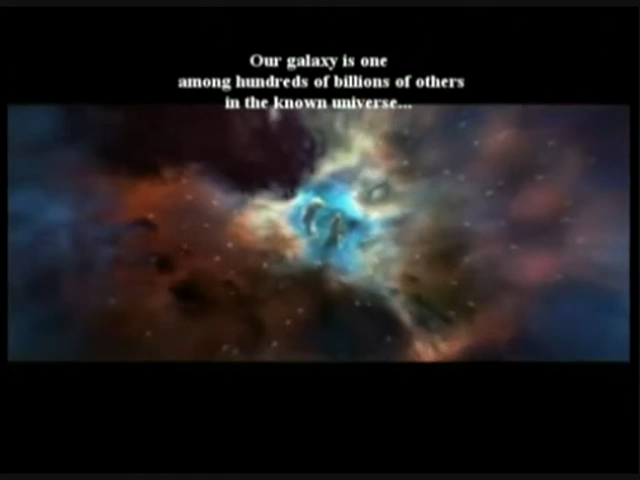 Our galaxy is one
among hundreds of billions of others
in the known universe...